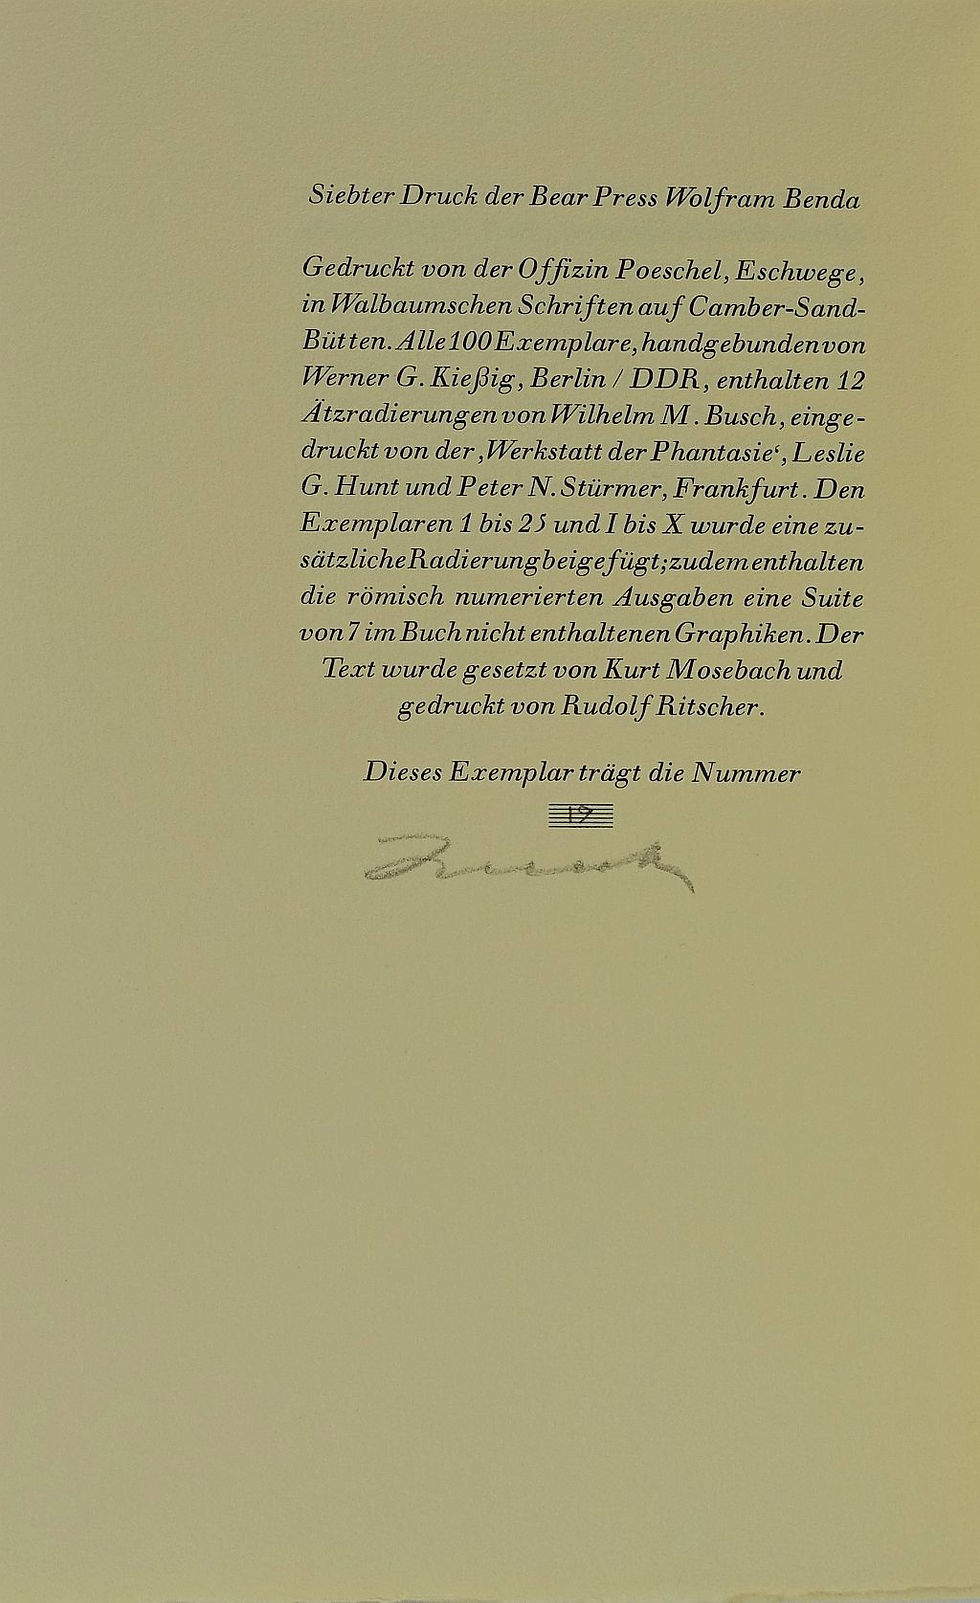 Siebter Druck der Bear Press Wolfram Benda
Gedruckt von der Offizin Poeschel, Eschwege,
in Walbaumschen Schriften auf Camber-Sand-
Bütten. Alle 100 Exemplare, handgebunden von
Werner G. Kießig, Berlin / DDR, enthalten 12
Ätzradierungen von Wilhelm M. Busch, einge-
druckt von der ‚Werkstatt der Phantasie‘, Leslie
G. Hunt und Peter N. Stürmer, Frankfurt. Den
Exemplaren 1 bis 25 und I bis X wurde eine zu-
sätzliche Radierung beigefügt; zudem enthalten
die römisch numerierten Ausgaben eine Suite
von 7 im Buch nicht enthaltenen Graphiken. Der
Text wurde gesetzt von Kurt Mosebach und
gedruckt von Rudolf Ritscher.
Dieses Exemplar trägt die Nummer
19